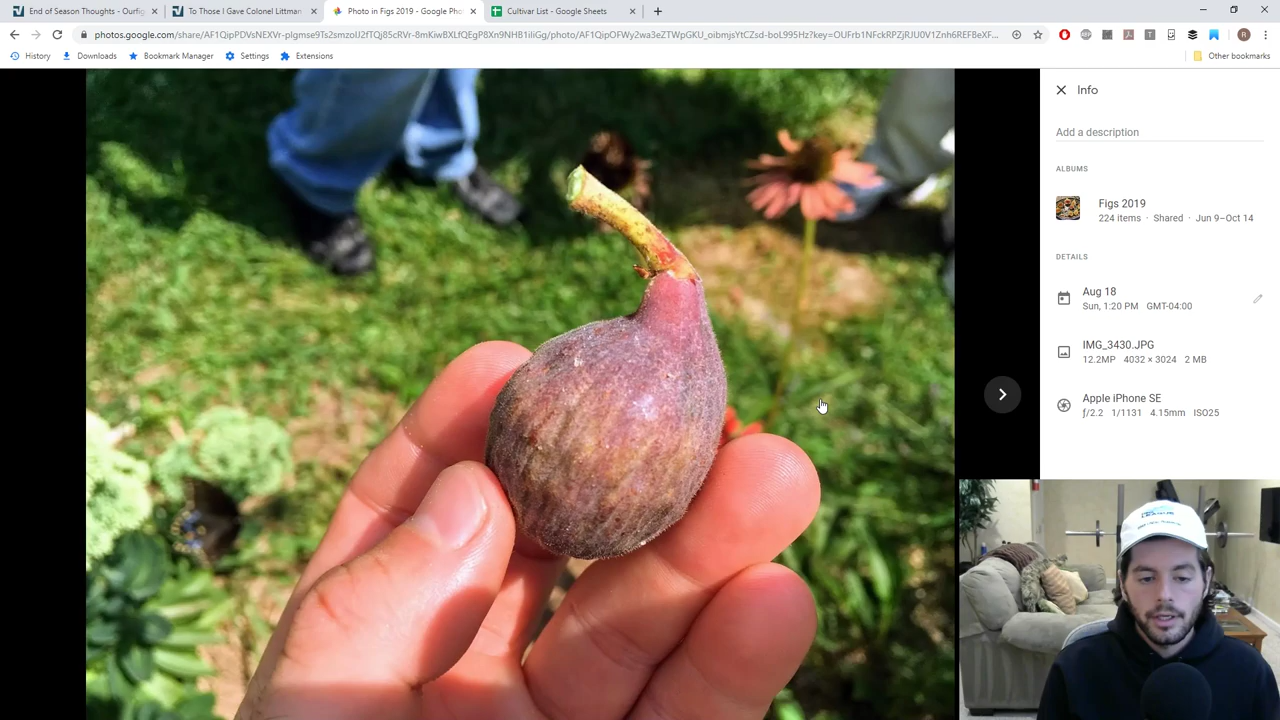 End of Season Thoughts - Ourfig
To Those I Gave Colonel Littman
Photo in Figs 2019 - Google Pho
Cultivar List - Google Sheets
History
Downloads
Bookmark Manager
Settings
Extensions
Other bookmarks
Info
Add a description
ALBUMS
Figs 2019
224 items · Shared · Jun 9–Oct 14
DETAILS
Aug 18
Sun, 1:20 PM GMT-04:00
IMG_3430.JPG
12.2MP 4032 × 3024 2 MB
Apple iPhone SE
ƒ/2.2 1/1131 4.15mm ISO25